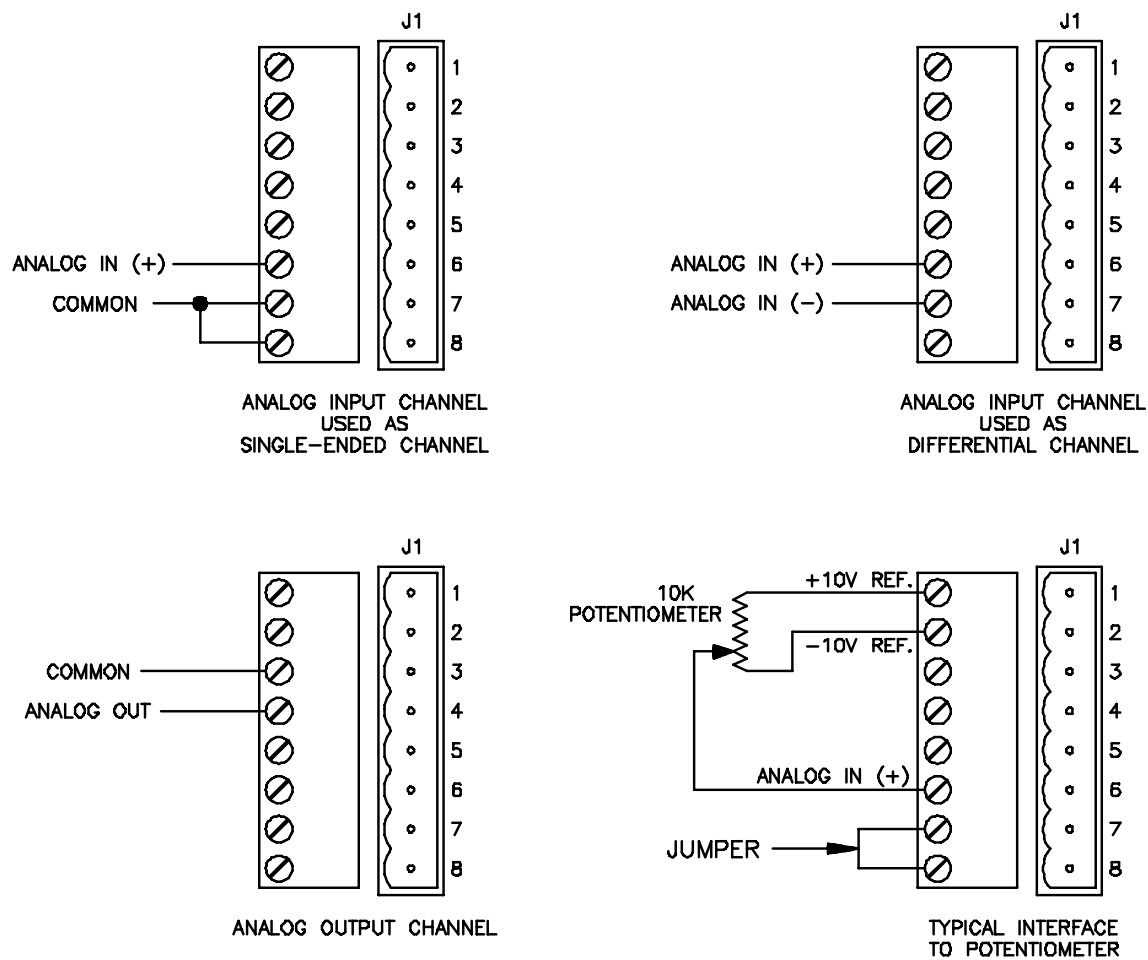 J1
1
2
3
4
5
6
7
8
ANALOG IN (+)
COMMON
ANALOG INPUT CHANNEL
USED AS
SINGLE-ENDED CHANNEL
J1
1
2
3
4
5
6
7
8
ANALOG IN (+)
ANALOG IN (-)
ANALOG INPUT CHANNEL
USED AS
DIFFERENTIAL CHANNEL
J1
1
2
3
4
5
6
7
8
COMMON
ANALOG OUT
ANALOG OUTPUT CHANNEL
J1
1
2
3
4
5
6
7
8
10K
POTENTIOMETER
+10V REF.
-10V REF.
ANALOG IN (+)
JUMPER
TYPICAL INTERFACE
TO POTENTIOMETER